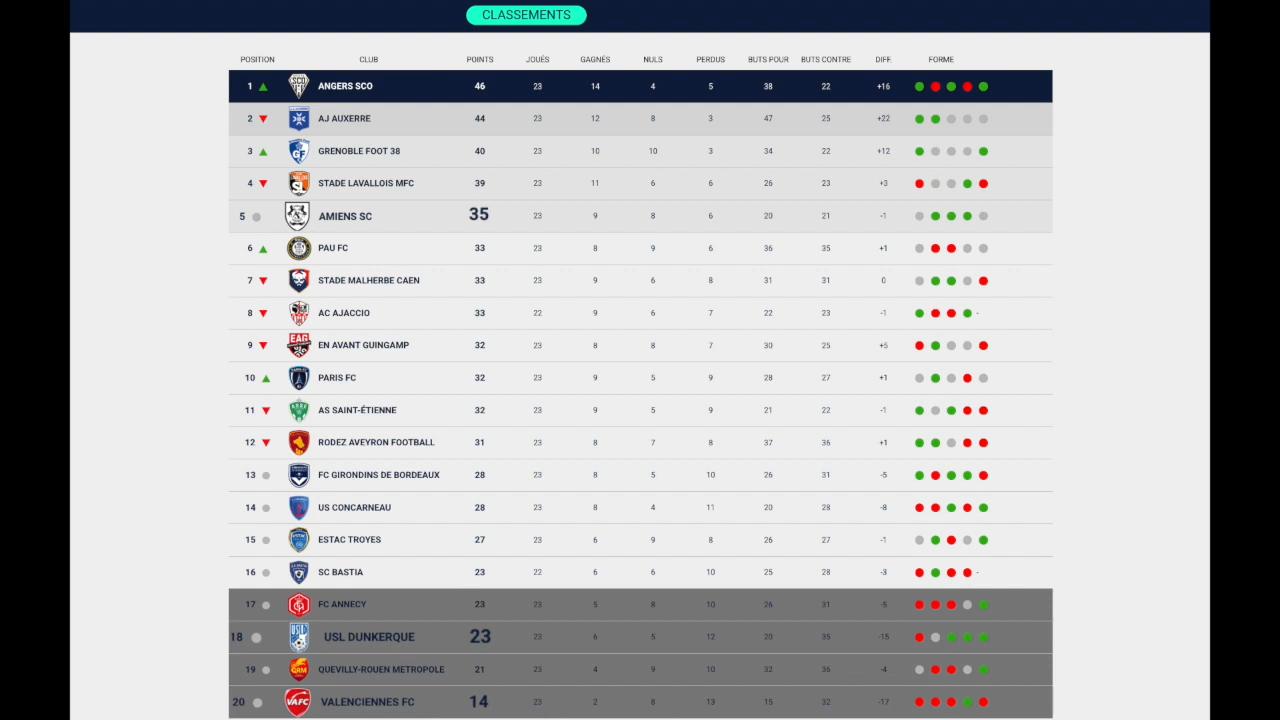 CLASSEMENTS
POSITION CLUB POINTS JOUÉS GAGNÉS NULS PERDUS BUTS POUR BUTS CONTRE DIFF. FORME
1 ANGERS SCO 46 23 14 4 5 38 22 +16
2 AJ AUXERRE 44 23 12 8 3 47 25 +22
3 GRENOBLE FOOT 38 40 23 10 10 3 34 22 +12
4 STADE LAVALLOIS MFC 39 23 11 6 6 26 23 +3
5 AMIENS SC 35 23 9 8 6 20 21 -1
6 PAU FC 33 23 8 9 6 36 35 +1
7 STADE MALHERBE CAEN 33 23 9 6 8 31 31 0
8 AC AJACCIO 33 22 9 6 7 22 23 -1 -
9 EN AVANT GUINGAMP 32 23 8 8 7 30 25 +5
10 PARIS FC 32 23 9 5 9 28 27 +1
11 AS SAINT-ÉTIENNE 32 23 9 5 9 21 22 -1
12 RODEZ AVEYRON FOOTBALL 31 23 8 7 8 37 36 +1
13 FC GIRONDINS DE BORDEAUX 28 23 8 5 10 26 31 -5
14 US CONCARNEAU 28 23 8 4 11 20 28 -8
15 ESTAC TROYES 27 23 6 9 8 26 27 -1
16 SC BASTIA 23 22 6 6 10 25 28 -3 -
17 FC ANNECY 23 23 5 8 10 26 31 -5
18 USL DUNKERQUE 23 23 6 5 12 20 35 -15
19 QUEVILLY-ROUEN METROPOLE 21 23 4 9 10 32 36 -4
20 VAFC VALENCIENNES FC 14 23 2 8 13 15 32 -17